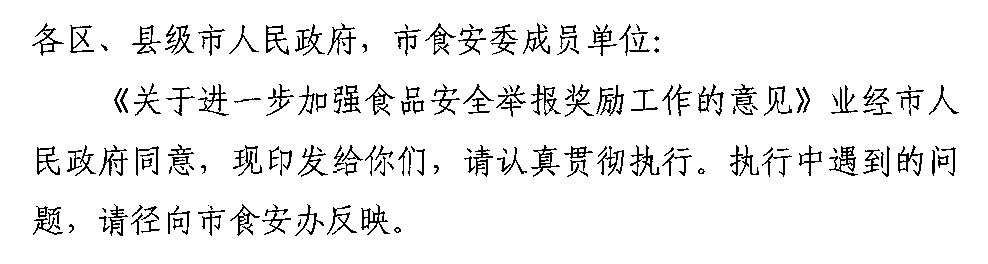 各区、县级市人民政府，市食安委成员单位：
《关于进一步加强食品安全举报奖励工作的意见》业经市人
民政府同意，现印发给你们，请认真贯彻执行。执行中遇到的问
题，请径向市食安办反映。